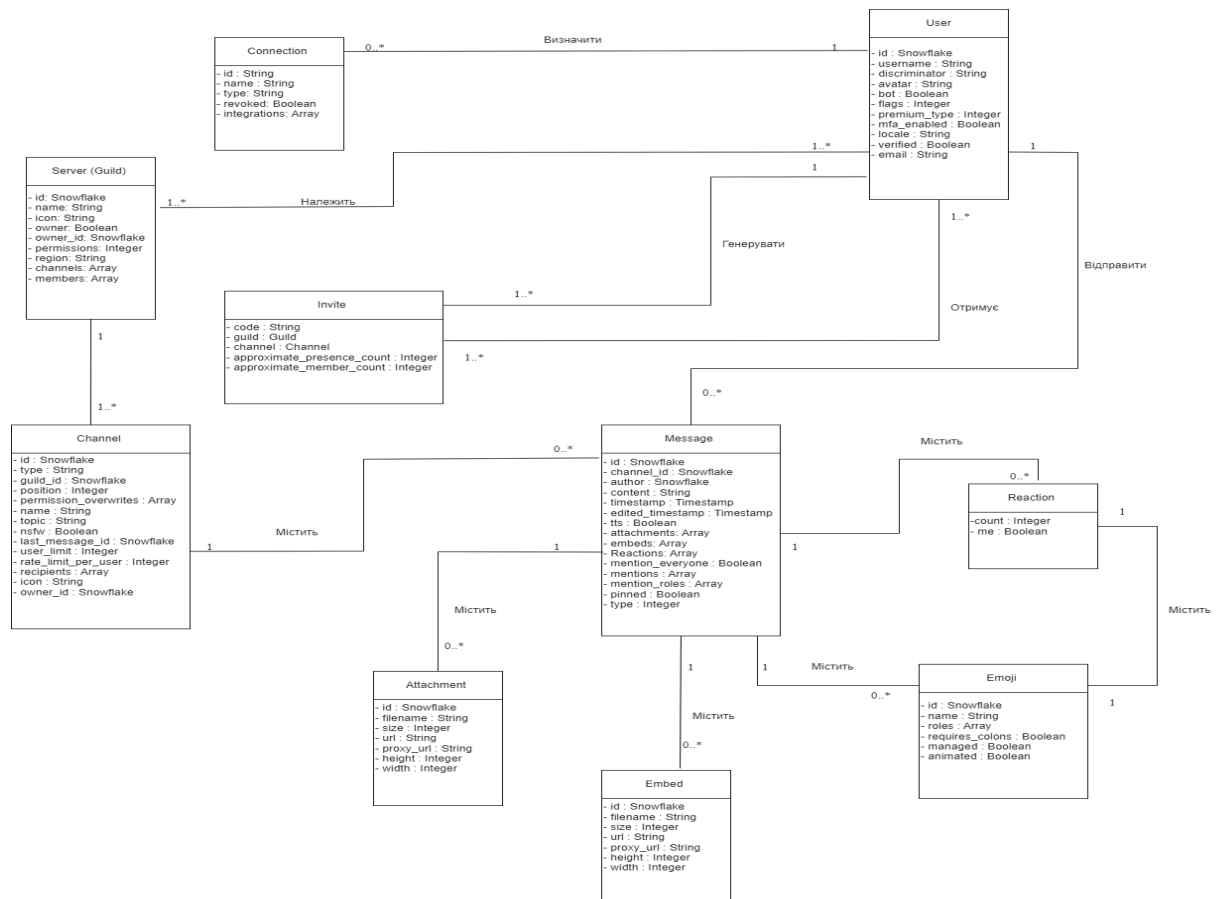 User
- id : Snowflake
- username : String
- discriminator : String
- avatar : String
- bot : Boolean
- flags : Integer
- premium_type : Integer
- mfa_enabled : Boolean
- locale : String
- verified : Boolean
- email : String
Connection
- id : String
- name : String
- type: String
- revoked: Boolean
- integrations: Array
0..*
Визначити
1
Server (Guild)
- id: Snowflake
- name: String
- icon: String
- owner: Boolean
- owner_id: Snowflake
- permissions: Integer
- region: String
- channels: Array
- members: Array
1..*
Належить
1..*
1
Генерувати
1..*
1..*
Отримує
1..*
1
Відправити
0..*
Invite
- code : String
- guild : Guild
- channel : Channel
- approximate_presence_count : Integer
- approximate_member_count : Integer
1
1..*
Channel
- id : Snowflake
- type : String
- guild_id : Snowflake
- position : Integer
- permission_overwrites : Array
- name : String
- topic : String
- nsfw : Boolean
- last_message_id : Snowflake
- user_limit : Integer
- rate_limit_per_user : Integer
- recipients : Array
- icon : String
- owner_id : Snowflake
1
Містить
0..*
Message
- id : Snowflake
- channel_id : Snowflake
- author : Snowflake
- content : String
- timestamp : Timestamp
- edited_timestamp : Timestamp
- tts : Boolean
- attachments: Array
- embeds: Array
- Reactions: Array
- mention_everyone : Boolean
- mentions : Array
- mention_roles : Array
- pinned : Boolean
- type : Integer
Містить
0..*
1
Reaction
-count : Integer
- me : Boolean
1
Містить
1
1
Містить
0..*
Attachment
- id : Snowflake
- filename : String
- size : Integer
- url : String
- proxy_url : String
- height : Integer
- width : Integer
1
Містить
0..*
Embed
- id : Snowflake
- filename : String
- size : Integer
- url : String
- proxy_url : String
- height : Integer
- width : Integer
1
Містить
0..*
Emoji
- id : Snowflake
- name : String
- roles : Array
- requires_colons : Boolean
- managed : Boolean
- animated : Boolean